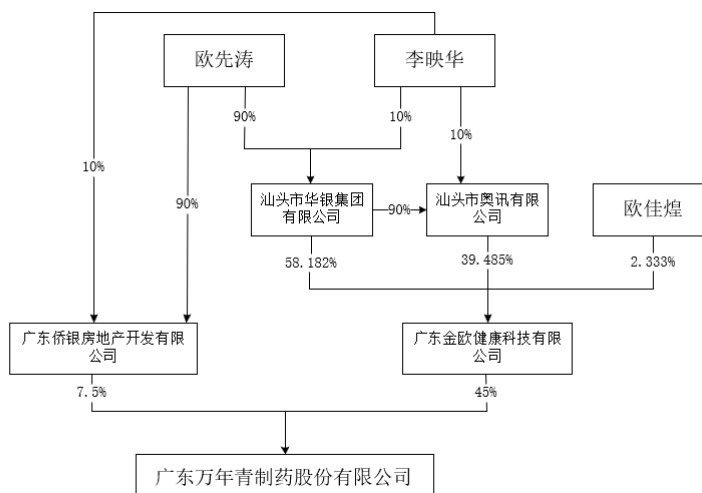 欧先涛
李映华
90%
10%
10%
10%
90%
汕头市华银集团
有限公司
90%
汕头市奥讯有限
公司
欧佳煌
58.182%
39.485%
2.333%
广东侨银房地产开发有限
公司
广东金欧健康科技有限
公司
7.5%
45%
广东万年青制药股份有限公司